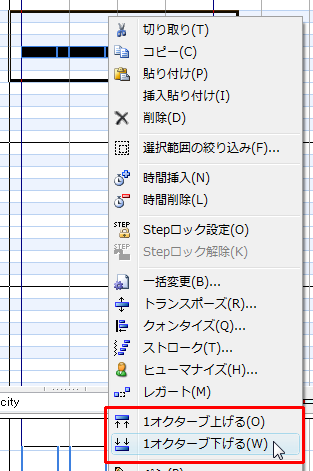 切り取り(T)
コピー(C)
貼り付け(P)
挿入貼り付け(I)
削除(D)
選択範囲の絞り込み(F)...
時間挿入(N)
時間削除(L)
STEP
Stepロック設定(O)
STEP
Stepロック解除(K)
一括変更(B)...
トランスポーズ(R)...
クォンタイズ(Q)...
ストローク(T)...
ヒューマナイズ(H)...
レガート(M)
city
1オクターブ上げる(O)
1オクターブ下げる(W)